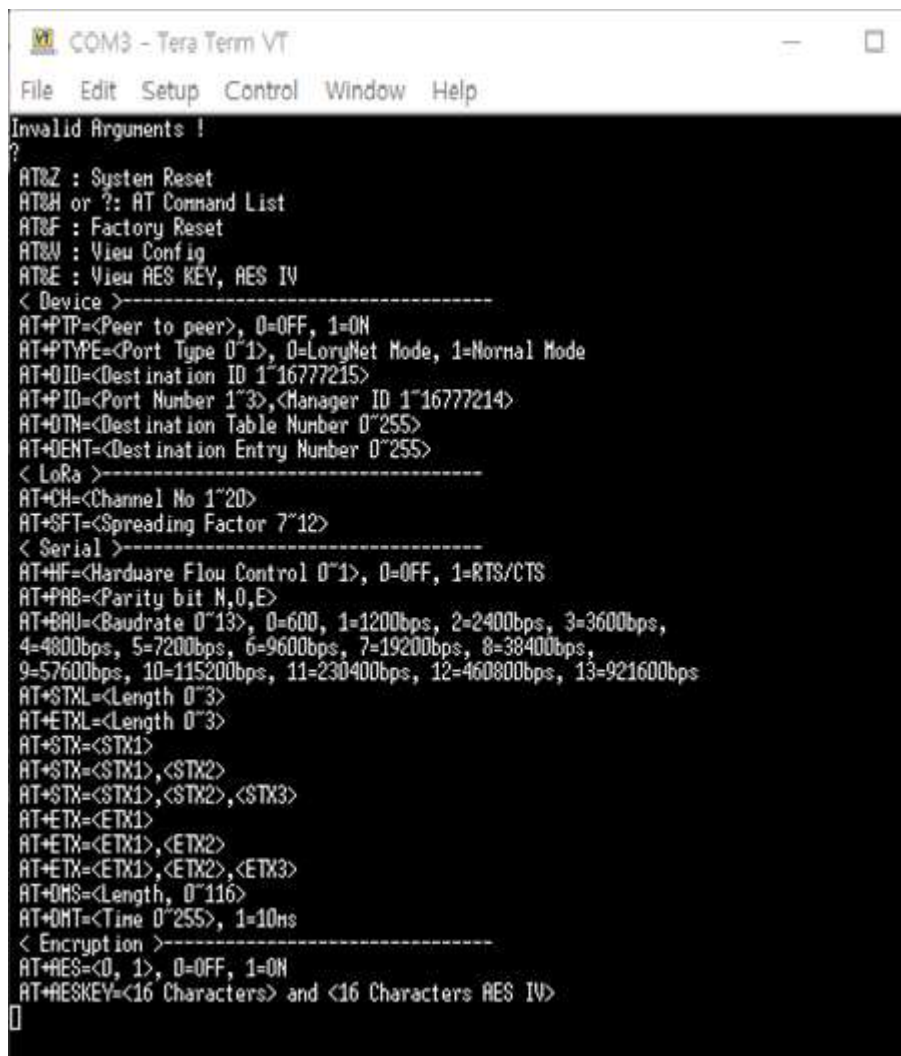 COM3 - Tera Term VT
File Edit Setup Control Window Help
Invalid Arguments !
?
AT&Z : System Reset
AT&H or ?: AT Command List
AT&F : Factory Reset
AT&V : View Config
AT&E : View AES KEY, AES IV
< Device >-------------------------------------
AT+PTP=<Peer to peer>, 0=OFF, 1=ON
AT+PTYPE=<Port Type 0~1>, 0=LoryNet Mode, 1=Normal Mode
AT+DID=<Destination ID 1~16777215>
AT+PID=<Port Number 1~3>,<Manager ID 1~16777214>
AT+DTN=<Destination Table Number 0~255>
AT+DENT=<Destination Entry Number 0~255>
< LoRa >--------------------------------------
AT+CH=<Channel No 1~20>
AT+SFT=<Spreading Factor 7~12>
< Serial >------------------------------------
AT+HF=<Hardware Flow Control 0~1>, 0=OFF, 1=RTS/CTS
AT+PAB=<Parity bit N,O,E>
AT+BAU=<Baudrate 0~13>, 0=600, 1=1200bps, 2=2400bps, 3=3600bps,
4=4800bps, 5=7200bps, 6=9600bps, 7=19200bps, 8=38400bps,
9=57600bps, 10=115200bps, 11=230400bps, 12=460800bps, 13=921600bps
AT+STXL=<Length 0~3>
AT+ETXL=<Length 0~3>
AT+STX=<STX1>
AT+STX=<STX1>,<STX2>
AT+STX=<STX1>,<STX2>,<STX3>
AT+ETX=<ETX1>
AT+ETX=<ETX1>,<ETX2>
AT+ETX=<ETX1>,<ETX2>,<ETX3>
AT+DMS=<Length, 0~116>
AT+DMT=<Time 0~255>, 1=10ms
< Encryption >---------------------------------
AT+AES=<0, 1>, 0=OFF, 1=ON
AT+AESKEY=<16 Characters> and <16 Characters AES IV>